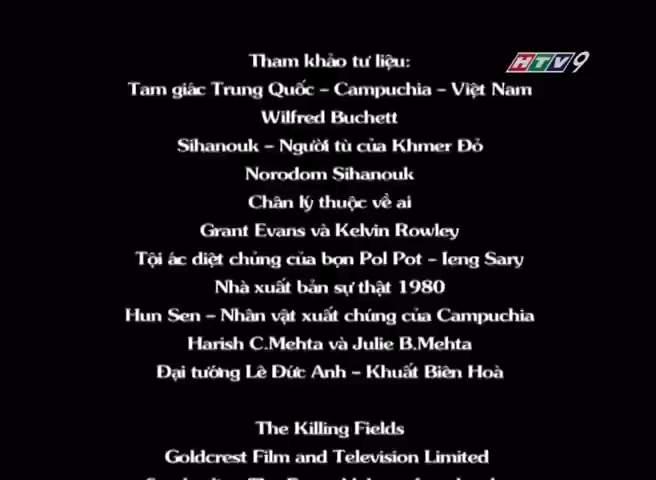 Tham khảo tư liệu:
HTV9
Tam giác Trung Quốc – Campuchia – Việt Nam
Wilfred Buchett
Sihanouk – Người tù của Khmer Đỏ
Norodom Sihanouk
Chân lý thuộc về ai
Grant Evans và Kelvin Rowley
Tội ác diệt chủng của bọn Pol Pot – Ieng Sary
Nhà xuất bản sự thật 1980
Hun Sen – Nhân vật xuất chúng của Campuchia
Harish C.Mehta và Julie B.Mehta
Đại tướng Lê Đức Anh – Khuất Biên Hoà
The Killing Fields
Goldcrest Film and Television Limited